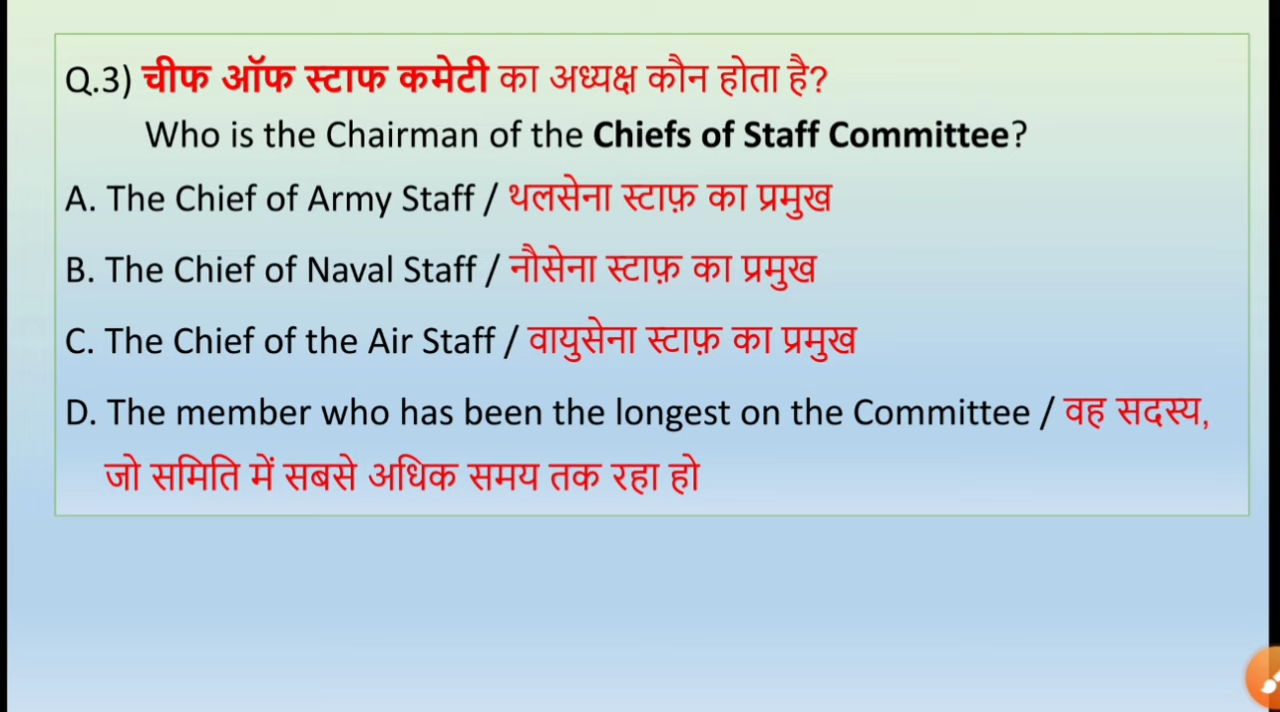 Q.3) चीफ ऑफ स्टाफ कमेटी का अध्यक्ष कौन होता है?
Who is the Chairman of the Chiefs of Staff Committee?
A. The Chief of Army Staff / थलसेना स्टाफ़ का प्रमुख
B. The Chief of Naval Staff / नौसेना स्टाफ़ का प्रमुख
C. The Chief of the Air Staff / वायुसेना स्टाफ़ का प्रमुख
D. The member who has been the longest on the Committee / वह सदस्य,
जो समिति में सबसे अधिक समय तक रहा हो